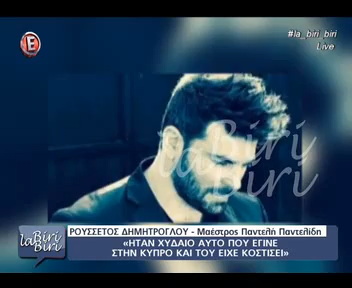 E
#la_biri_biri
Live
la Biri
Biri
la Biri
Biri
ΡΟΥΣΣΕΤΟΣ ΔΗΜΗΤΡΟΓΛΟΥ - Μαέστρος Παντελή Παντελίδη
«ΗΤΑΝ ΧΥΔΑΙΟ ΑΥΤΟ ΠΟΥ ΕΓΙΝΕ
ΣΤΗΝ ΚΥΠΡΟ ΚΑΙ ΤΟΥ ΕΙΧΕ ΚΟΣΤΙΣΕΙ»